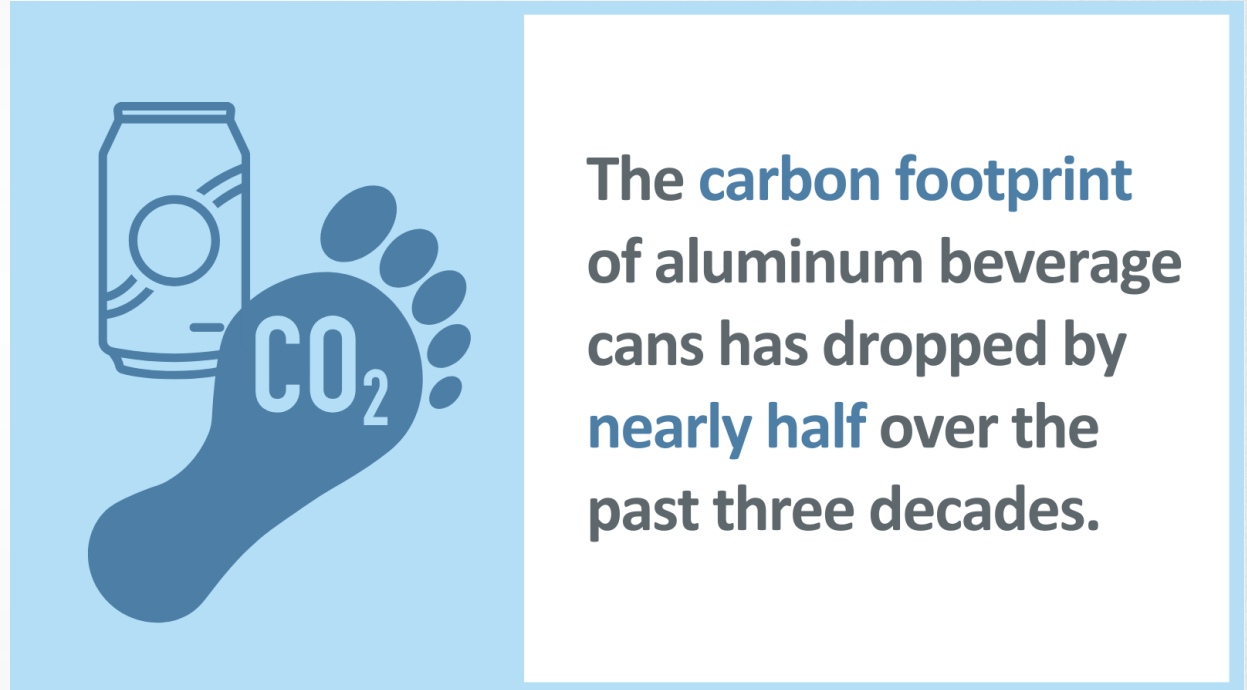 CO₂
The carbon footprint
of aluminum beverage
cans has dropped by
nearly half over the
past three decades.